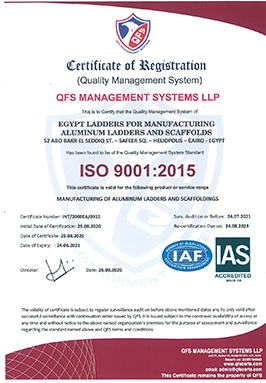 QFS
Certificate of Registration
(Quality Management System)
QFS MANAGEMENT SYSTEMS LLP
This is to Certify that the Quality Management System of
EGYPT LADDERS FOR MANUFACTURING
ALUMINUM LADDERS AND SCAFFOLDS
52 ABO BAKR EL SEDDIQ ST. – SAFEER SQ. – HELIOPOLIS – CAIRO - EGYPT
Has been found to be of the Quality Management System Standard
ISO 9001:2015
This certificate is valid for the following product or service range
MANUFACTURING OF ALUMINUM LADDERS AND SCAFFOLDINGS
Certificate Number: INT/2008EA/0912
Surv. Audit on or Before: 24.07.2021
Initial Date of Certification: 25.08.2020
Re-certification On: 24.08.2023
Date of Certificate: 25.08.2020
Date of Expiry: 24.08.2021
IAF
IAS
ACCREDITED
Director:
Date: 25.08.2020
The validity of certificate is subject to regular surveillance audit on before above mentioned dates and its only valid after
successful surveillance with continuation letter issued by QFS. It is issued subject to the continued availability of access at
any time and without notice to the above named organization's premises for the purpose of assessment and surveillance
regarding the standard named above and QFS terms and conditions
QFS MANAGEMENT SYSTEMS LLP
www.qfscerts.com
email: admin@qfscerts.com
This Certificate remains the property of QFS